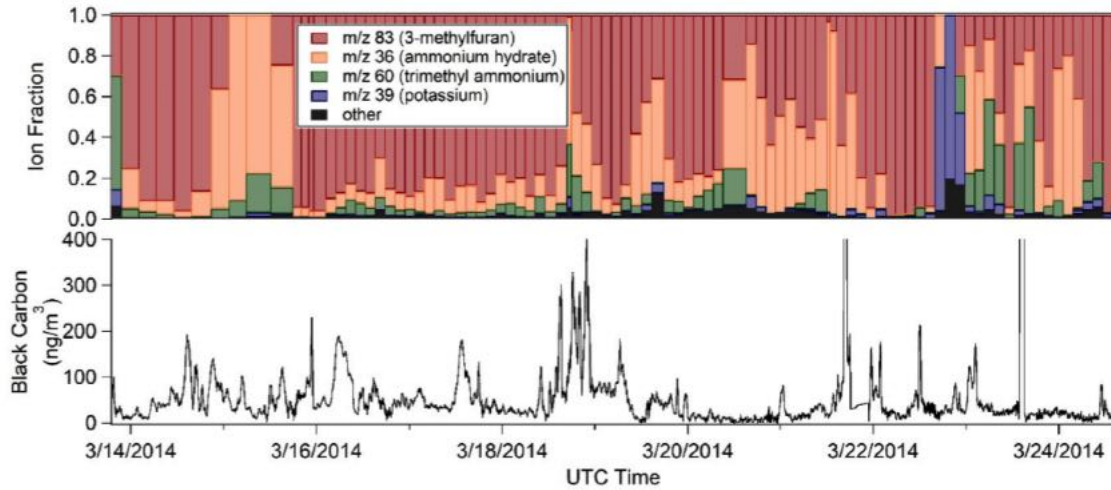 1.0
0.8
0.6
0.4
0.2
0.0
Ion Fraction
m/z 83 (3-methylfuran)
m/z 36 (ammonium hydrate)
m/z 60 (trimethyl ammonium)
m/z 39 (potassium)
other
400
300
200
100
0
Black Carbon
(ng/m³)
3/14/2014 3/16/2014 3/18/2014 3/20/2014 3/22/2014 3/24/2014
UTC Time